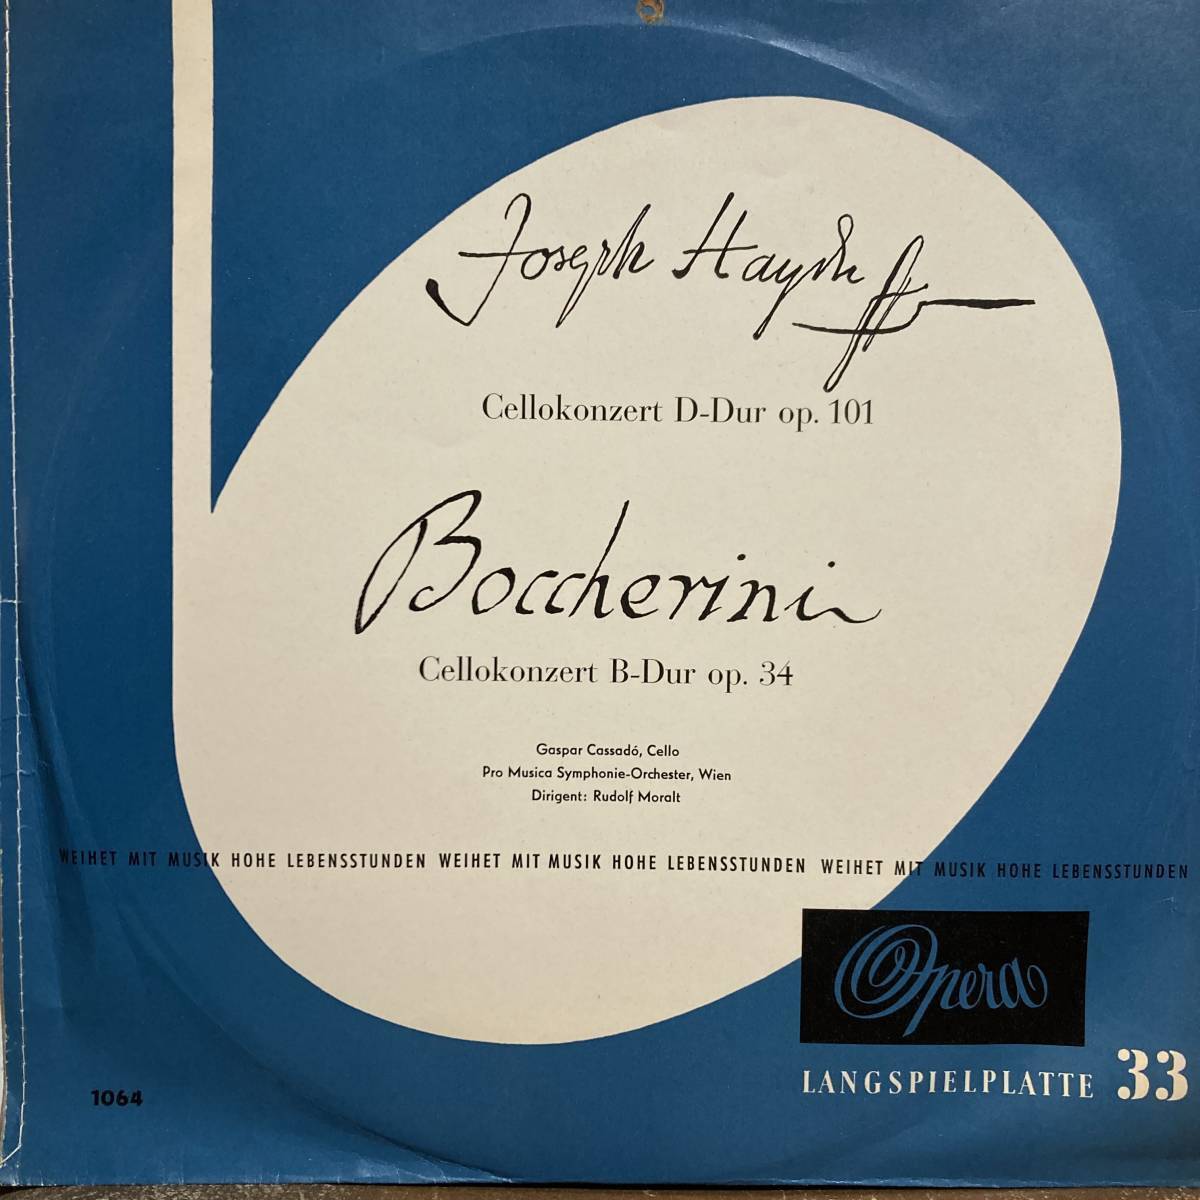 Joseph Haydn
Cellokonzert D-Dur op. 101
Boccherini
Cellokonzert B-Dur op. 34
Gaspar Cassadó, Cello
Pro Musica Symphonie-Orchester, Wien
Dirigent: Rudolf Moralt
WEIHET MIT MUSIK HOHE LEBENSSTUNDEN WEIHET MIT MUSIK HOHE LEBENSSTUNDEN WEIHET MIT MUSIK HOHE LEBENSSTUNDEN
Opera
LANGSPIELPLATTE 33
1064